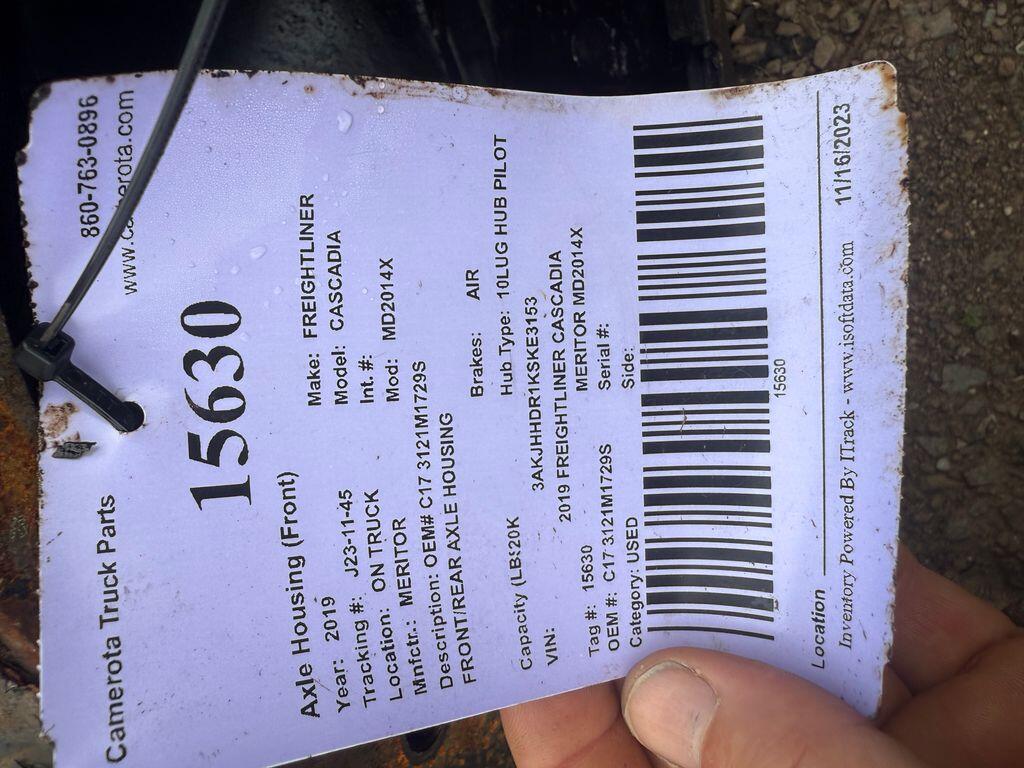 Camerota Truck Parts 860-763-0896
www.camerota.com
15630
Axle Housing (Front)
Year: 2019 Make: FREIGHTLINER
Tracking #: J23-11-45 Model: CASCADIA
Location: ON TRUCK Int. #:
Mnfctr.: MERITOR Mod: MD2014X
Description: OEM# C17 3121M1729S
FRONT/REAR AXLE HOUSING
Brakes: AIR
Capacity (LBS20K Hub Type: 10LUG HUB PILOT
VIN: 3AKJHHDR1KSKE3153
2019 FREIGHTLINER CASCADIA
Tag #: 15630 MERITOR MD2014X
OEM #: C17 3121M1729S Serial #:
Category: USED Side:
15630
Location
Inventory Powered By ITrack - www.isoftdata.com 11/16/2023